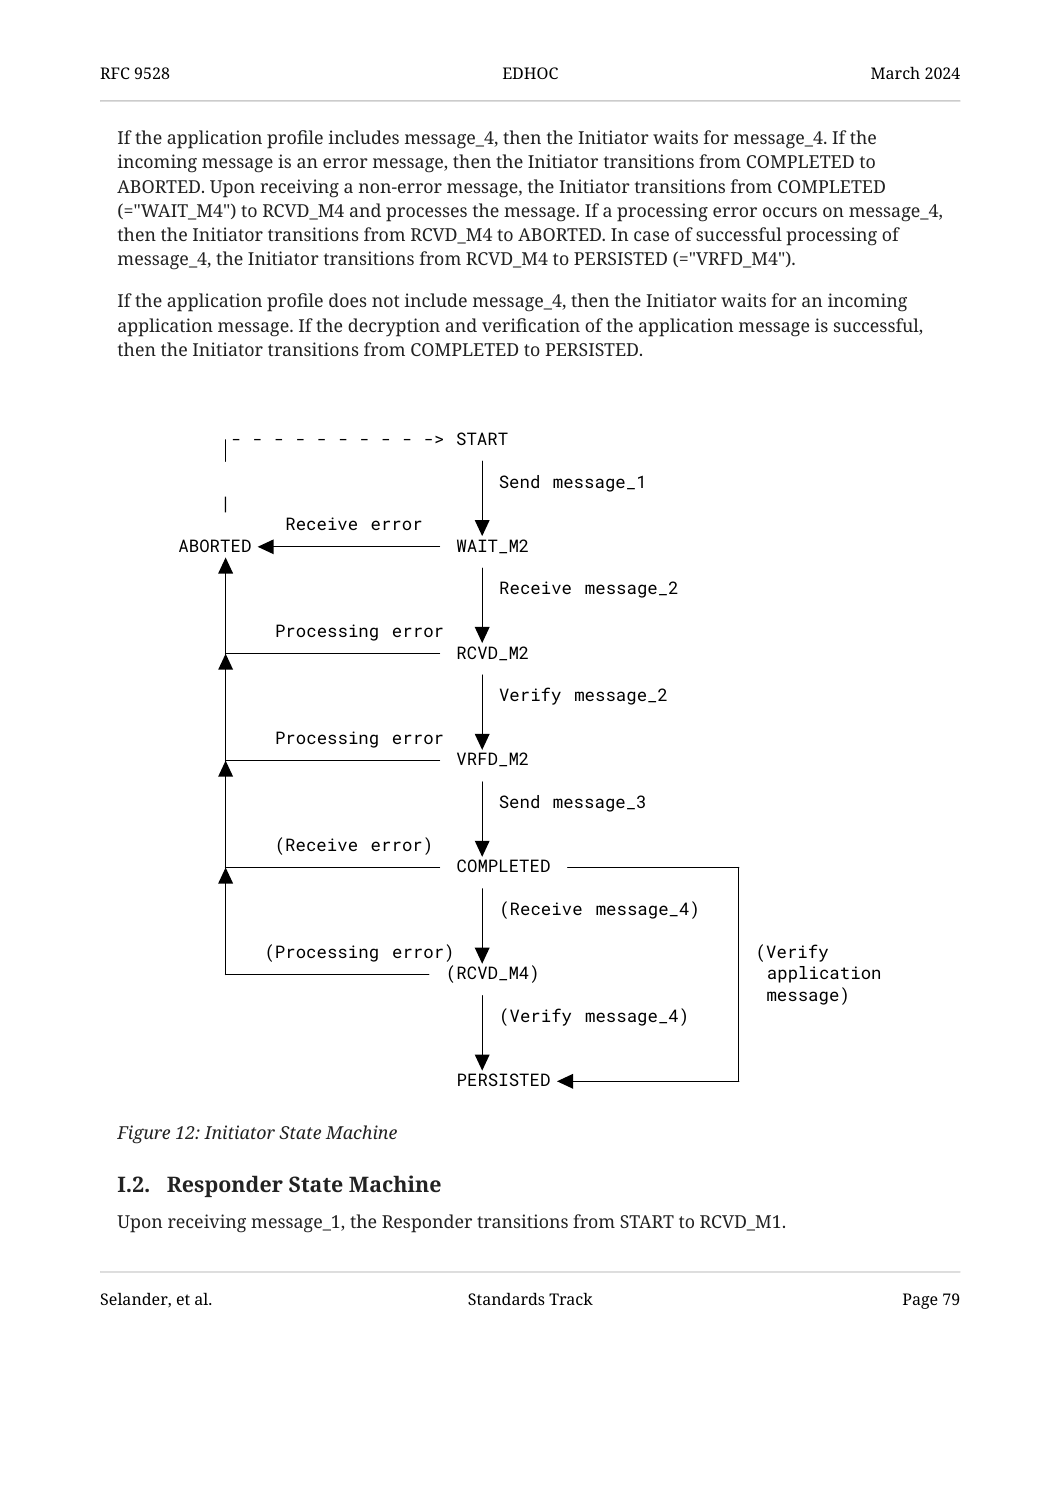 RFC 9528 EDHOC March 2024
If the application profile includes message_4, then the Initiator waits for message_4. If the
incoming message is an error message, then the Initiator transitions from COMPLETED to
ABORTED. Upon receiving a non-error message, the Initiator transitions from COMPLETED
(="WAIT_M4") to RCVD_M4 and processes the message. If a processing error occurs on message_4,
then the Initiator transitions from RCVD_M4 to ABORTED. In case of successful processing of
message_4, the Initiator transitions from RCVD_M4 to PERSISTED (="VRFD_M4").
If the application profile does not include message_4, then the Initiator waits for an incoming
application message. If the decryption and verification of the application message is successful,
then the Initiator transitions from COMPLETED to PERSISTED.
- - - - - - - - - -> START
Send message_1
Receive error
ABORTED WAIT_M2
Receive message_2
Processing error
RCVD_M2
Verify message_2
Processing error
VRFD_M2
Send message_3
(Receive error)
COMPLETED
(Receive message_4)
(Processing error) (Verify
(RCVD_M4) application
message)
(Verify message_4)
PERSISTED
Figure 12: Initiator State Machine
I.2. Responder State Machine
Upon receiving message_1, the Responder transitions from START to RCVD_M1.
Selander, et al. Standards Track Page 79